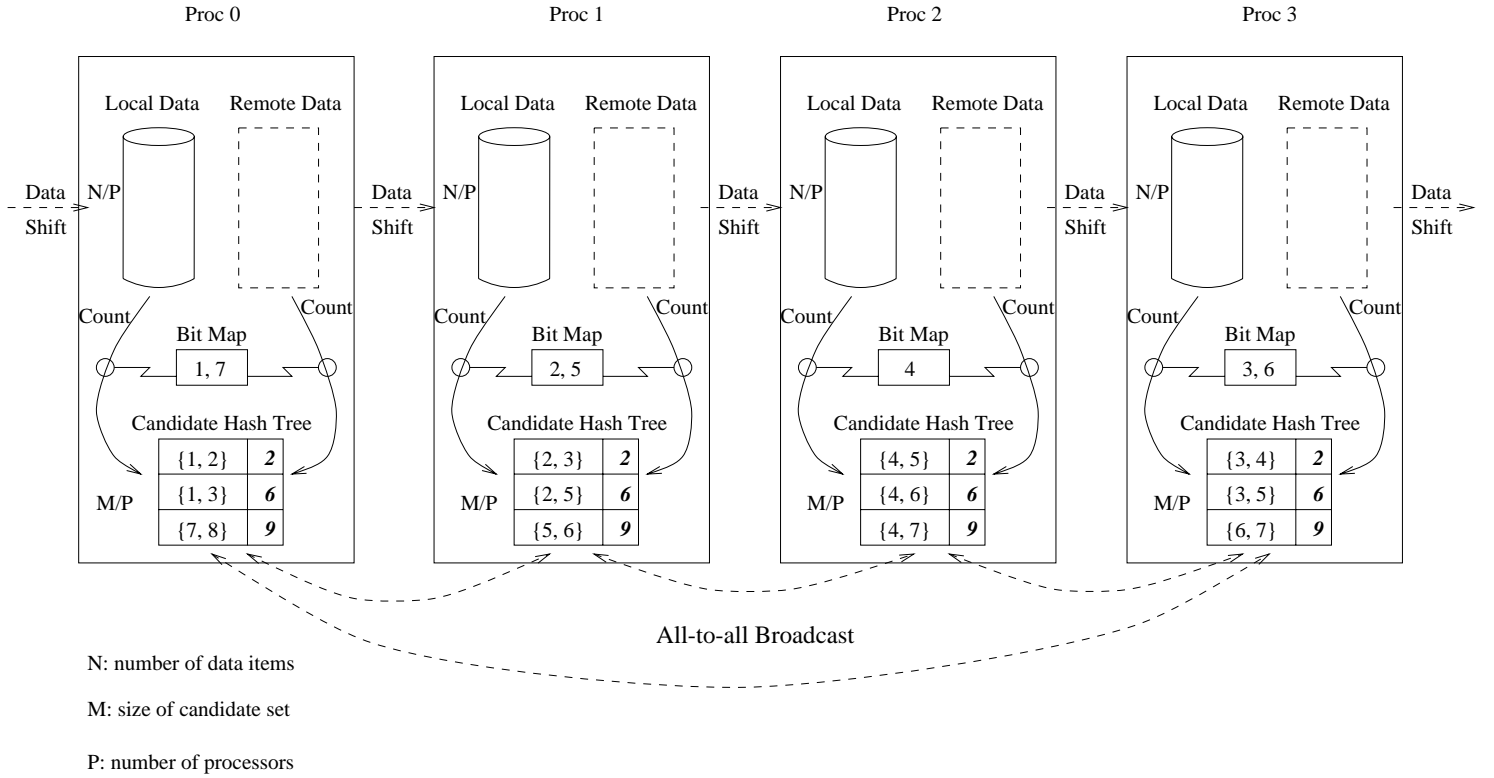 Proc 0 Proc 1 Proc 2 Proc 3
Local Data Remote Data Local Data Remote Data Local Data Remote Data Local Data Remote Data
Data N/P Data N/P Data N/P Data N/P Data
Shift Shift Shift Shift Shift
Count Count Count Count Count Count Count Count
Bit Map Bit Map Bit Map Bit Map
1, 7 2, 5 4 3, 6
Candidate Hash Tree Candidate Hash Tree Candidate Hash Tree Candidate Hash Tree
{1, 2} 2 {2, 3} 2 {4, 5} 2 {3, 4} 2
M/P {1, 3} 6 M/P {2, 5} 6 M/P {4, 6} 6 M/P {3, 5} 6
{7, 8} 9 {5, 6} 9 {4, 7} 9 {6, 7} 9
All-to-all Broadcast
N: number of data items
M: size of candidate set
P: number of processors